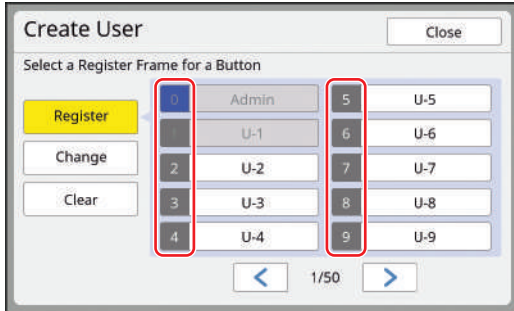 Create User
Close
Select a Register Frame for a Button
Register
Change
Clear
0 Admin 5 U-5
1 U-1 6 U-6
2 U-2 7 U-7
3 U-3 8 U-8
4 U-4 9 U-9
< 1/50 >